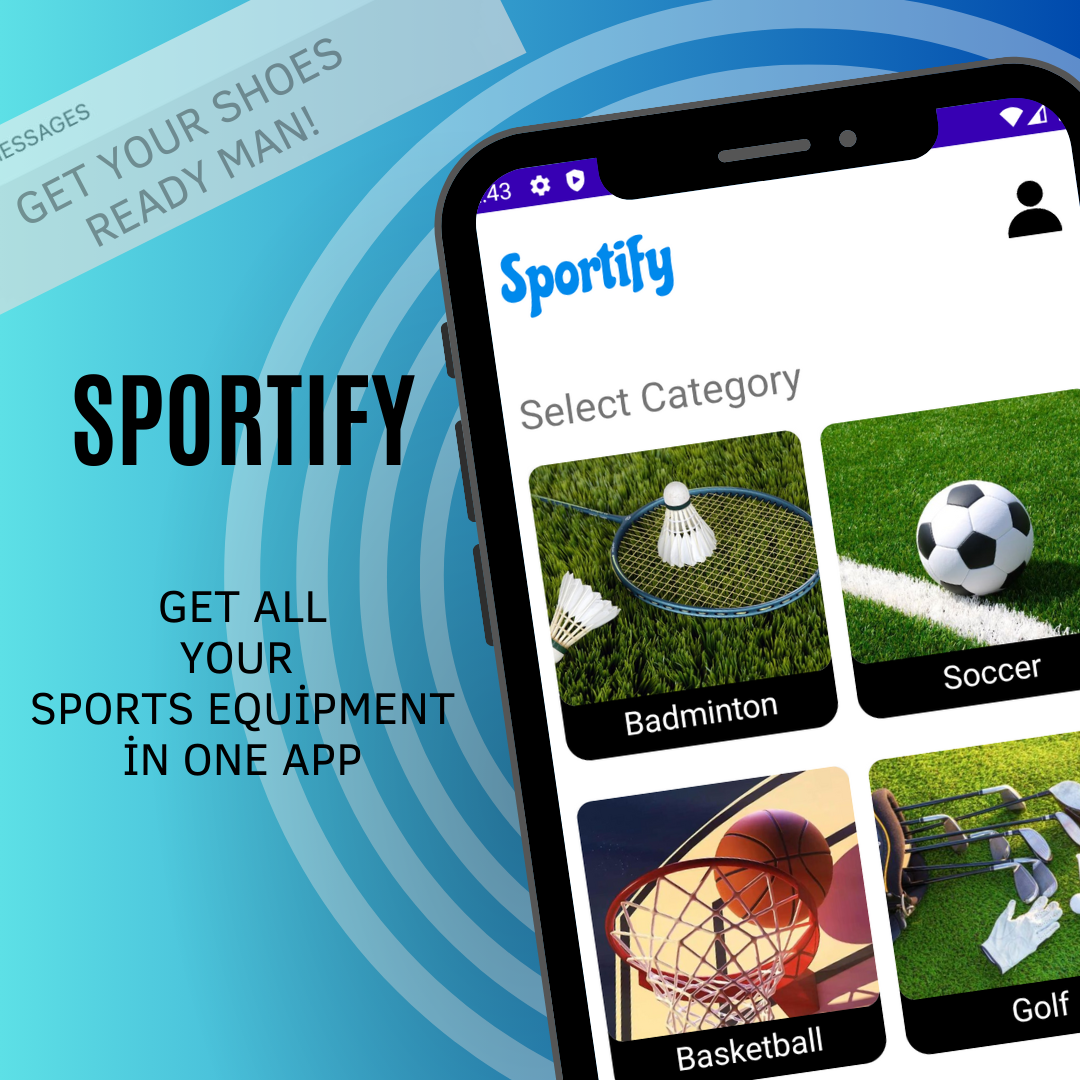 GET YOUR SHOES
READY MAN!
.43
Sportify
Select Category
SPORTIFY
GET ALL
YOUR
SPORTS EQUİPMENT
İN ONE APP
Badminton
Soccer
Basketball
Golf